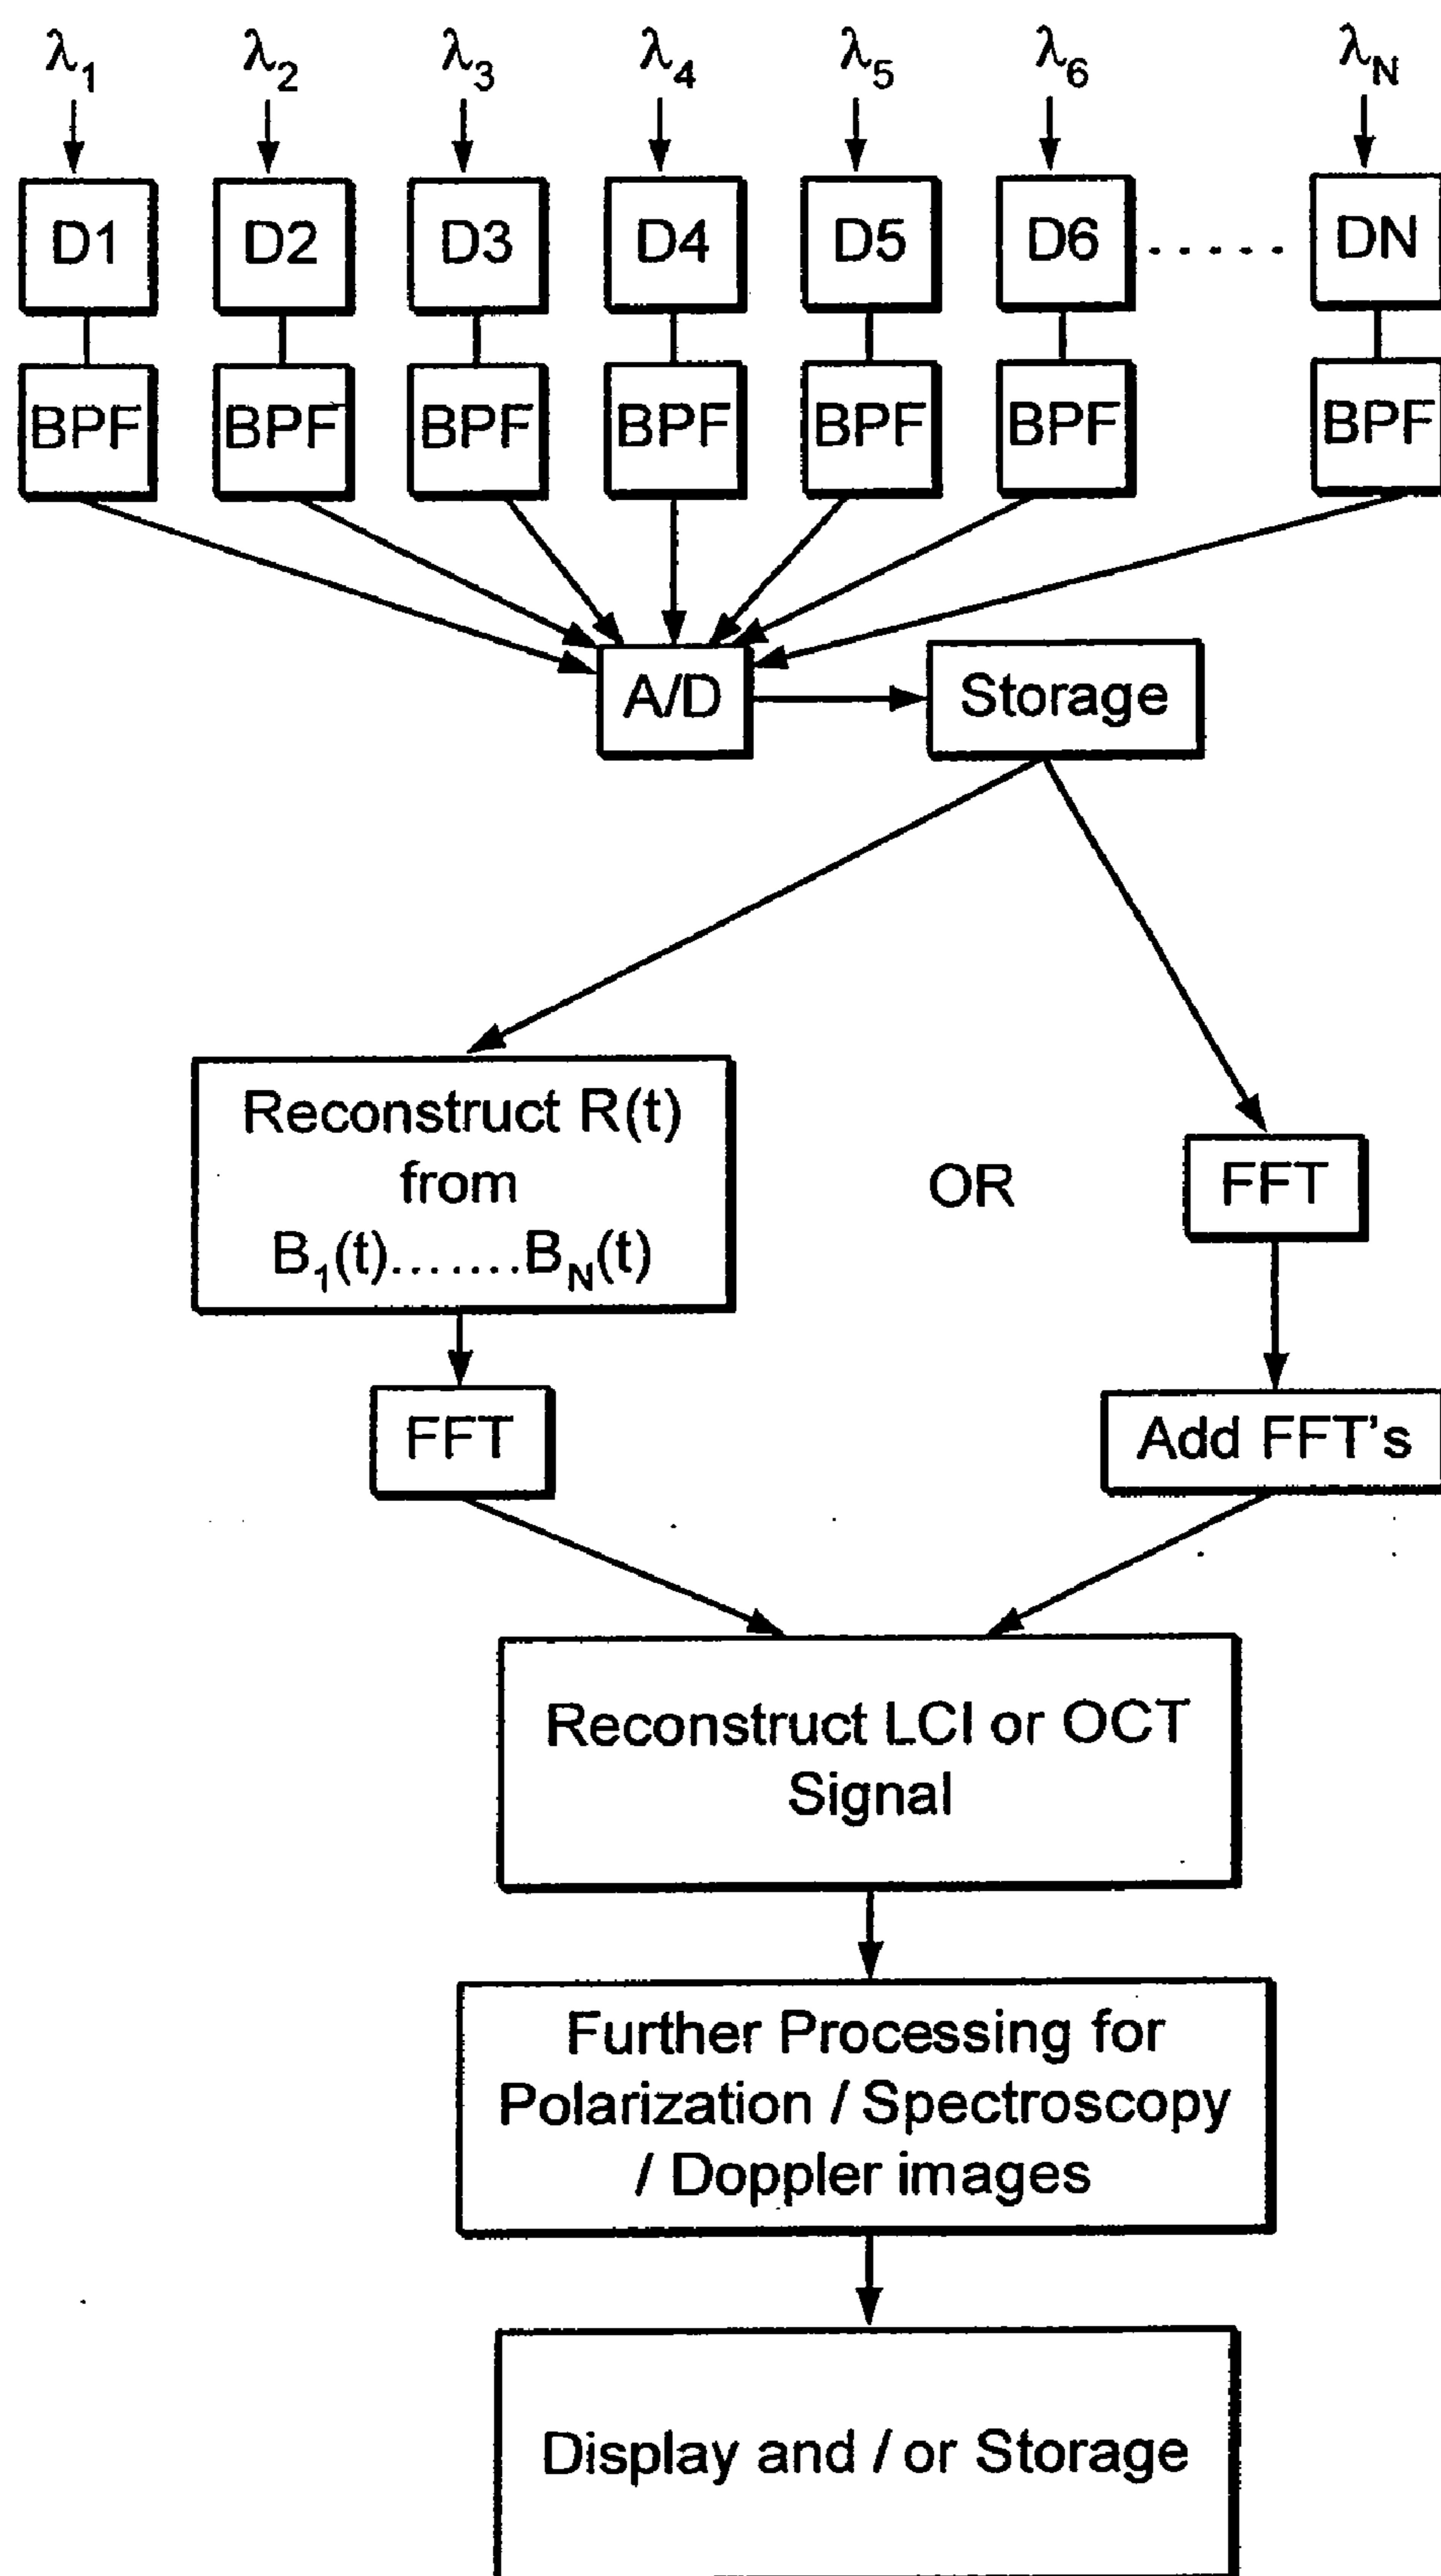 λ1 λ2 λ3 λ4 λ5 λ6 λN
D1 D2 D3 D4 D5 D6 ..... DN
BPF BPF BPF BPF BPF BPF BPF
A/D
Storage
Reconstruct R(t)
from
B1(t).......BN(t)
OR
FFT
FFT
Add FFT's
Reconstruct LCI or OCT
Signal
Further Processing for
Polarization / Spectroscopy
/ Doppler images
Display and / or Storage